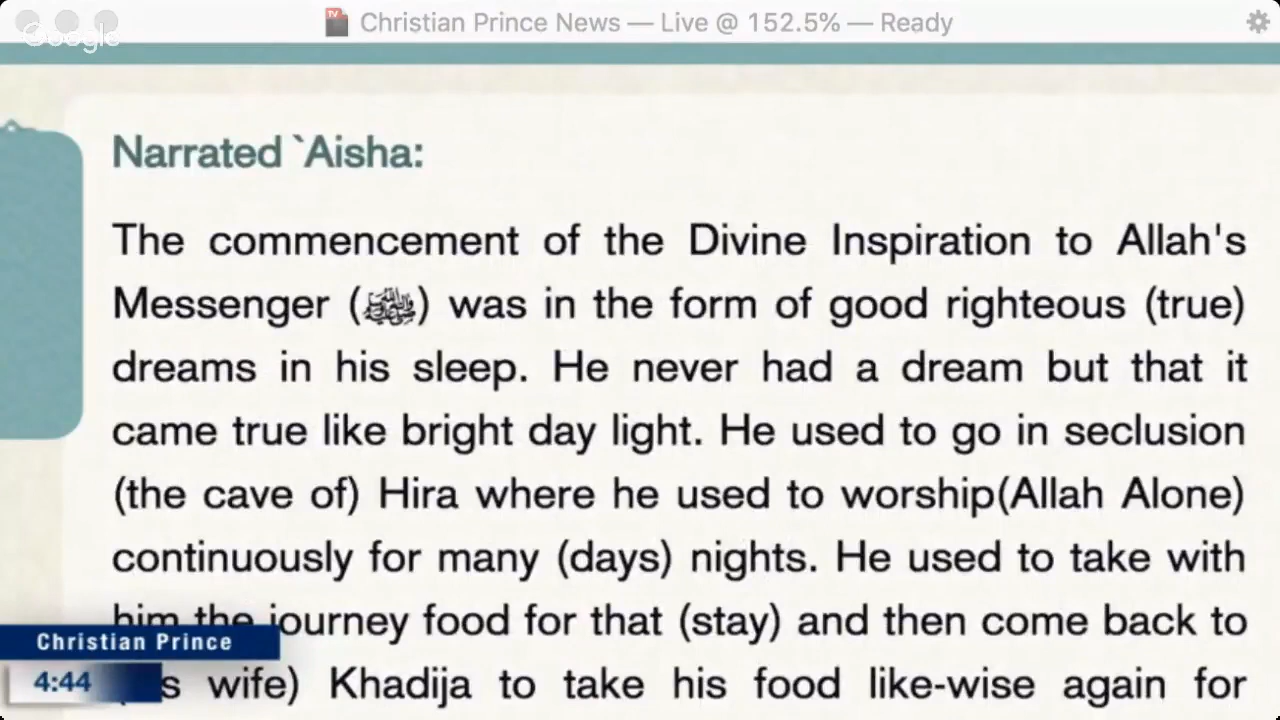 Christian Prince News — Live @ 152.5% — Ready
Google
Narrated `Aisha:
The commencement of the Divine Inspiration to Allah's
Messenger (ﷺ) was in the form of good righteous (true)
dreams in his sleep. He never had a dream but that it
came true like bright day light. He used to go in seclusion
(the cave of) Hira where he used to worship(Allah Alone)
continuously for many (days) nights. He used to take with
him the journey food for that (stay) and then come back to
wife) Khadija to take his food like-wise again for
Christian Prince
4:44
TV